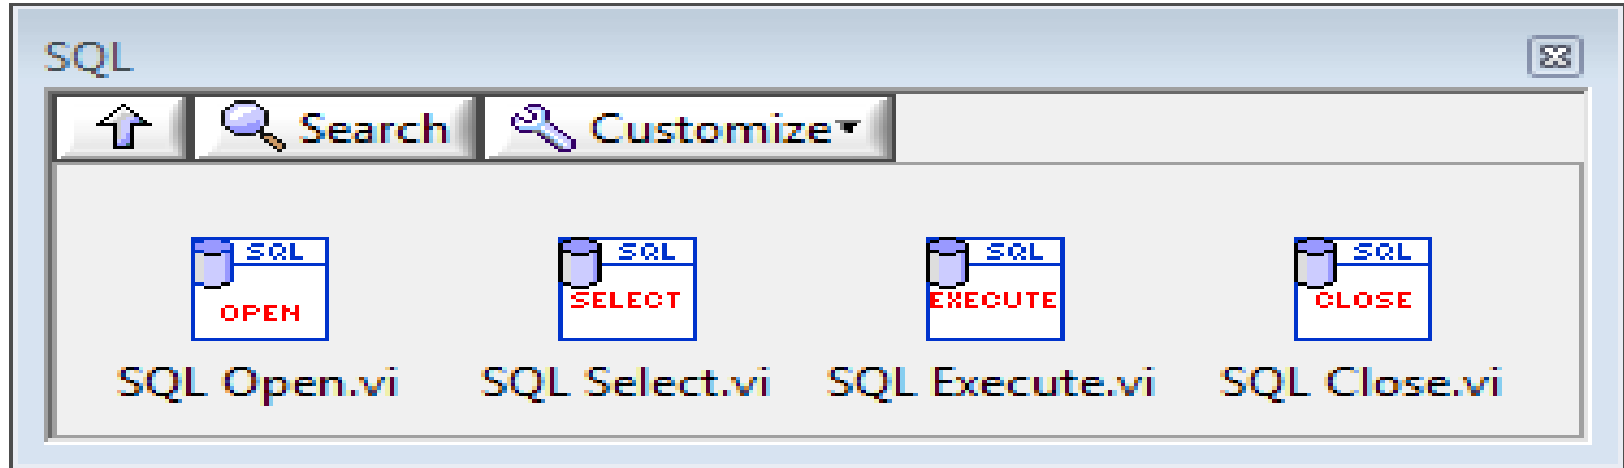 SQL
Search Customize
SQL SQL SQL SQL
OPEN SELECT EXECUTE CLOSE
SQL Open.vi SQL Select.vi SQL Execute.vi SQL Close.vi